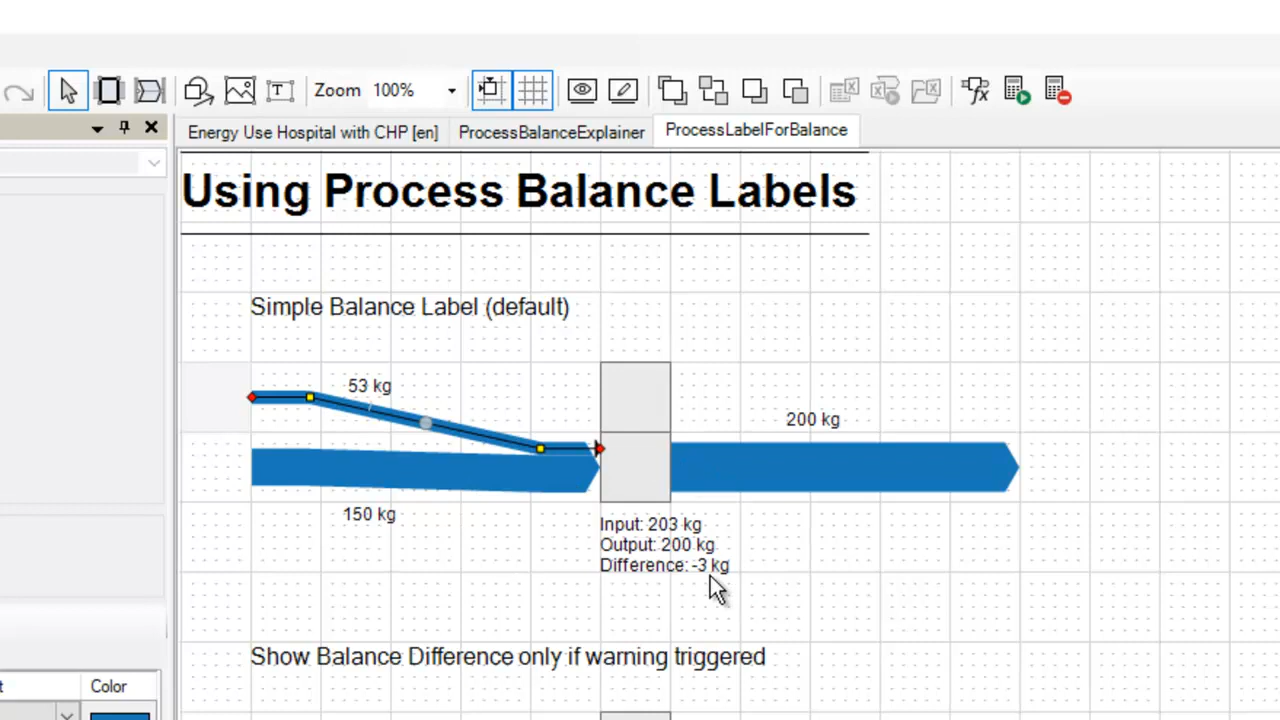 Zoom 100%
Energy Use Hospital with CHP [en] ProcessBalanceExplainer ProcessLabelForBalance
Using Process Balance Labels
Simple Balance Label (default)
53 kg
200 kg
150 kg
Input: 203 kg
Output: 200 kg
Difference: -3 kg
Show Balance Difference only if warning triggered
Color